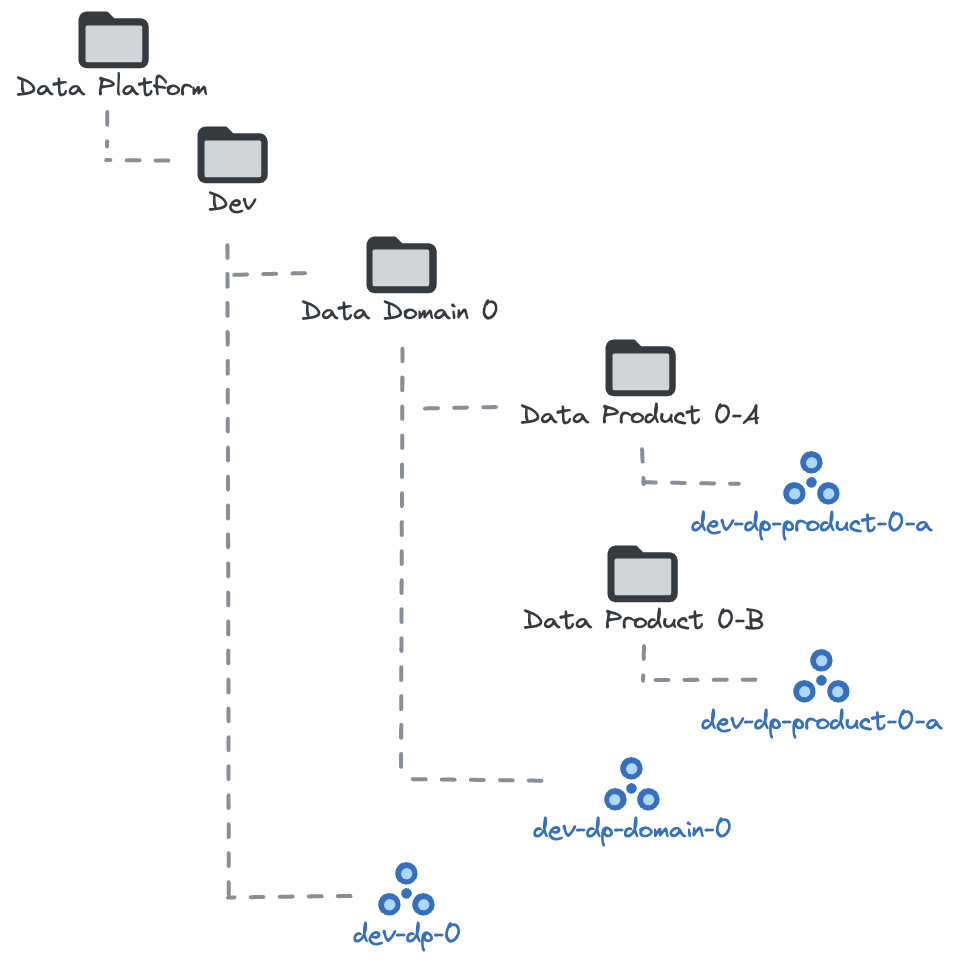 Data Platform
Dev
Data Domain 0
Data Product 0-A
dev-dp-product-0-a
Data Product 0-B
dev-dp-product-0-a
dev-dp-domain-0
dev-dp-0